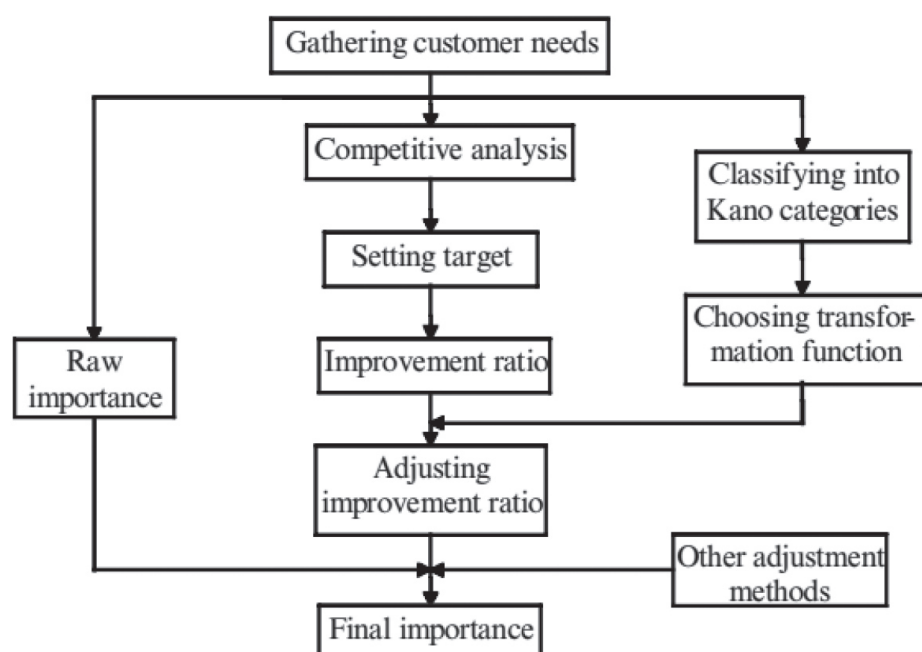 Gathering customer needs
Competitive analysis
Classifying into
Kano categories
Setting target
Choosing transfor-
mation function
Raw
importance
Improvement ratio
Adjusting
improvement ratio
Other adjustment
methods
Final importance